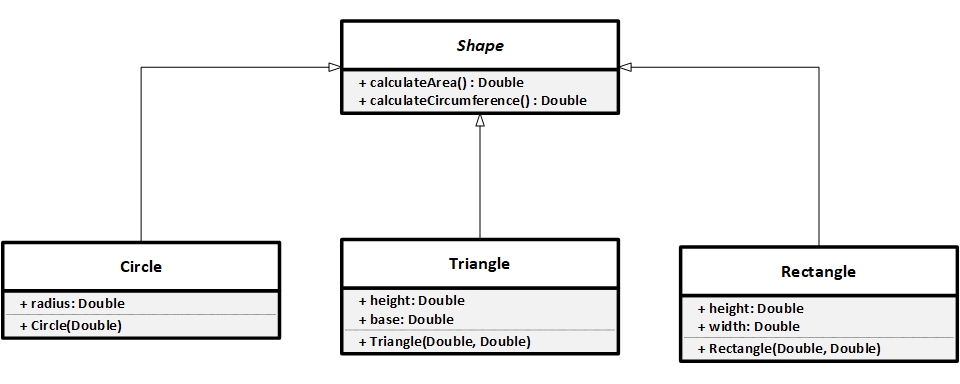 Shape
+ calculateArea() : Double
+ calculateCircumference() : Double
Circle
+ radius: Double
+ Circle(Double)
Triangle
+ height: Double
+ base: Double
+ Triangle(Double, Double)
Rectangle
+ height: Double
+ width: Double
+ Rectangle(Double, Double)